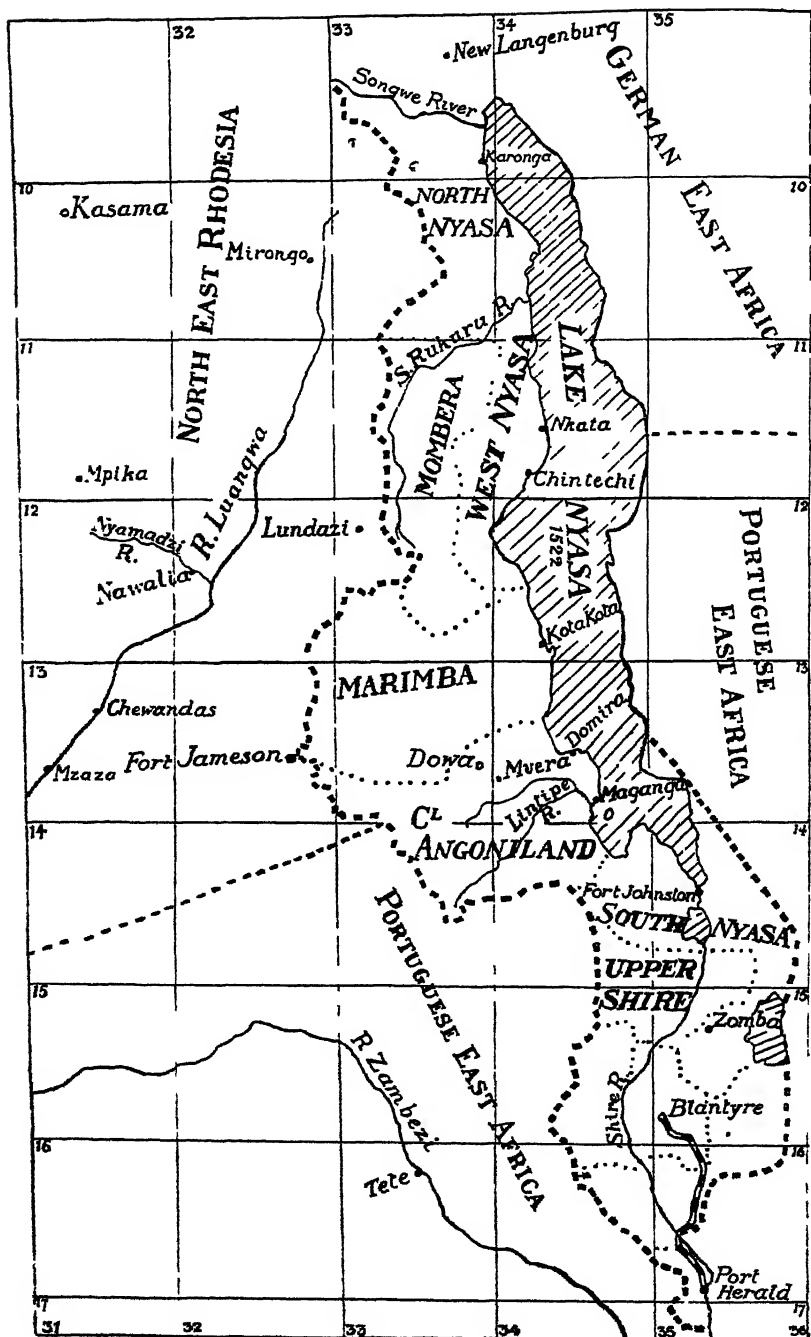 32 33 34 35
New Langenburg
GERMAN EAST AFRICA
Songwe River
Karonga
10
10
NORTH EAST RHODESIA
Kasama
NORTH
NYASA
Mirongo
11
11
S. Rukuru R.
LAKE NYASA
1522
MOMBERA
WEST NYASA
Nkata
Mpika
Chintechi
12
12
R. Luangwa
Lundazi
Nyamadzi
R.
Nawalia
PORTUGUESE
EAST AFRICA
Kota Kota
13
13
MARIMBA
Chewandas
Domira
Fort Jameson
Dowa
Mvera
Mzaza
Maganga
Lintipe
R.
14
14
CL
ANGONILAND
Fort Johnston
SOUTH NYASA
PORTUGUESE EAST AFRICA
UPPER
SHIRE
15
15
Zomba
R Zambezi
Shire R.
Blantyre
16
16
Tete
Port
Herald
17
17
31 32 33 34 35 36